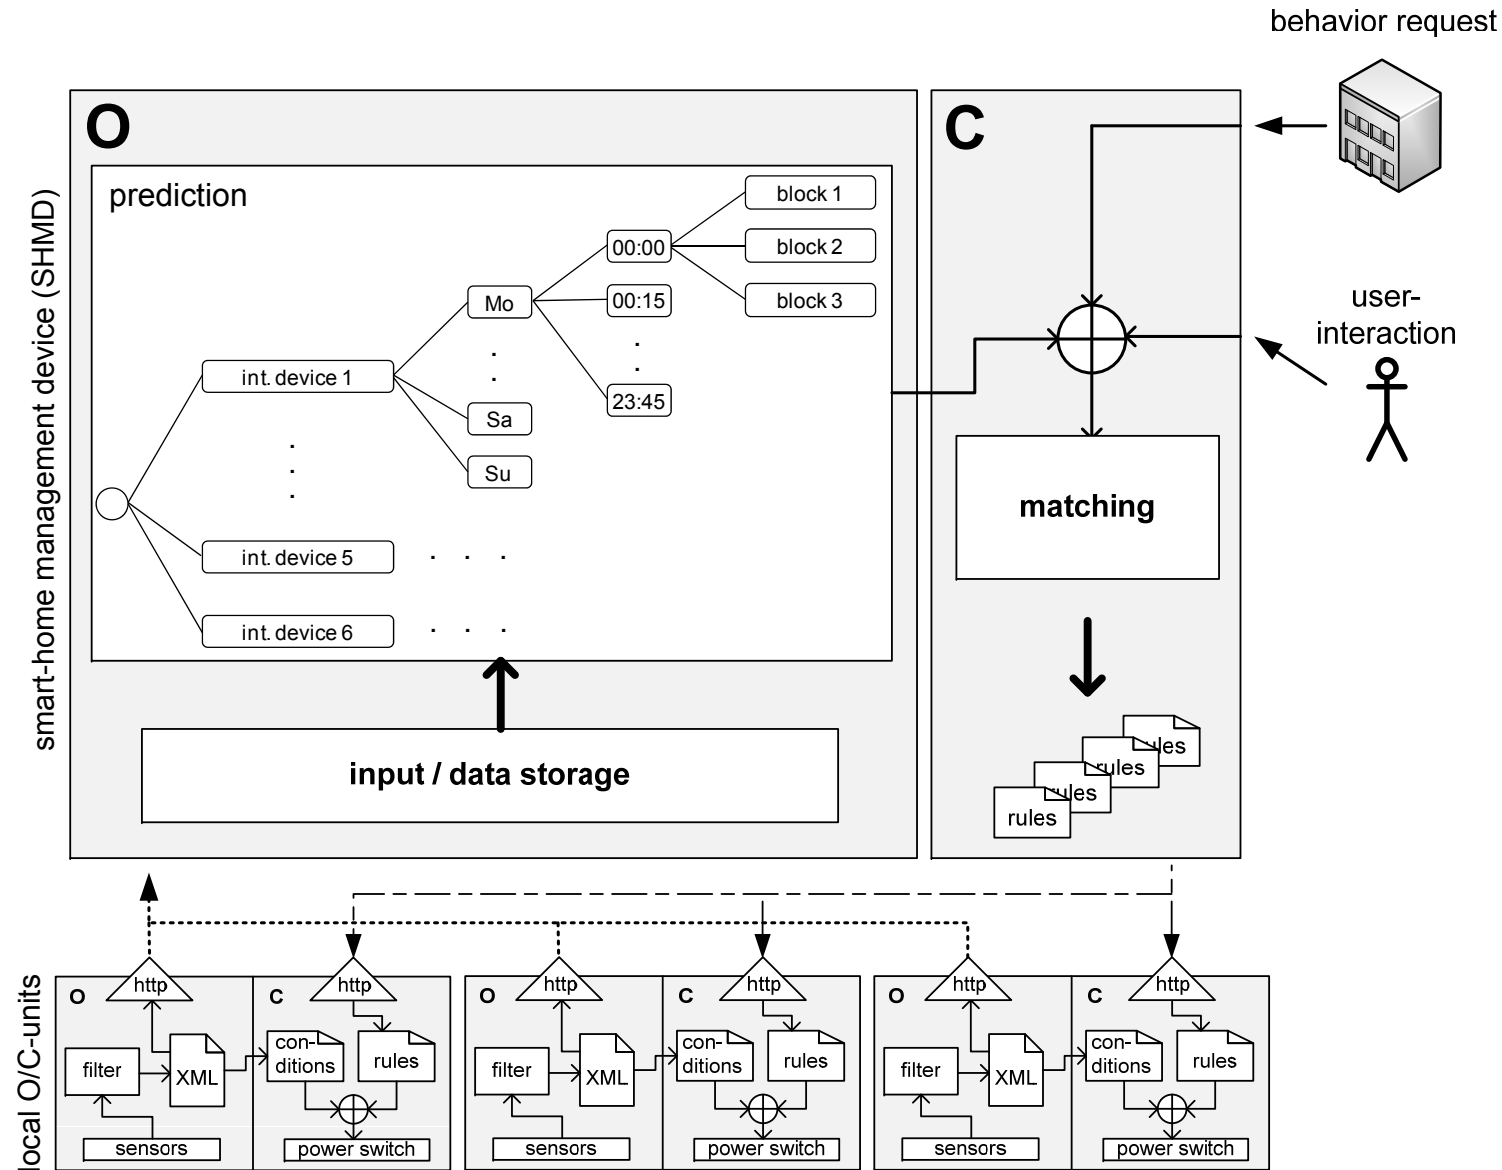 behavior request
O
C
prediction
block 1
00:00
block 2
Mo
00:15
block 3
user-
interaction
int. device 1
23:45
Sa
Su
matching
int. device 5
int. device 6
smart-home management device (SHMD)
input / data storage
rules
rules
rules
rules
local O/C-units
O
http
C
http
filter
XML
con-
ditions
rules
sensors
power switch
O
http
C
http
filter
XML
con-
ditions
rules
sensors
power switch
O
http
C
http
filter
XML
con-
ditions
rules
sensors
power switch